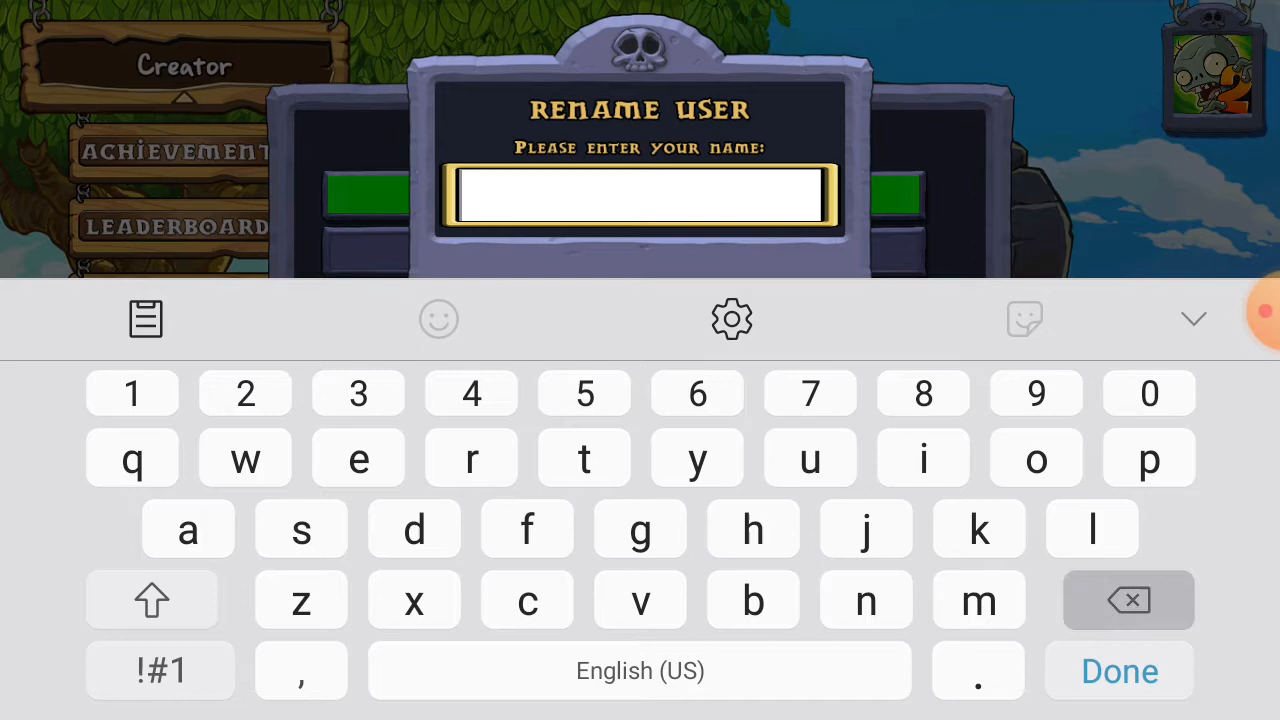 Creator
ACHIEVEMENT
LEADERBOARD
RENAME USER
PLEASE ENTER YOUR NAME:
2
1 2 3 4 5 6 7 8 9 0
q w e r t y u i o p
a s d f g h j k l
z x c v b n m
!#1 , English (US) . Done